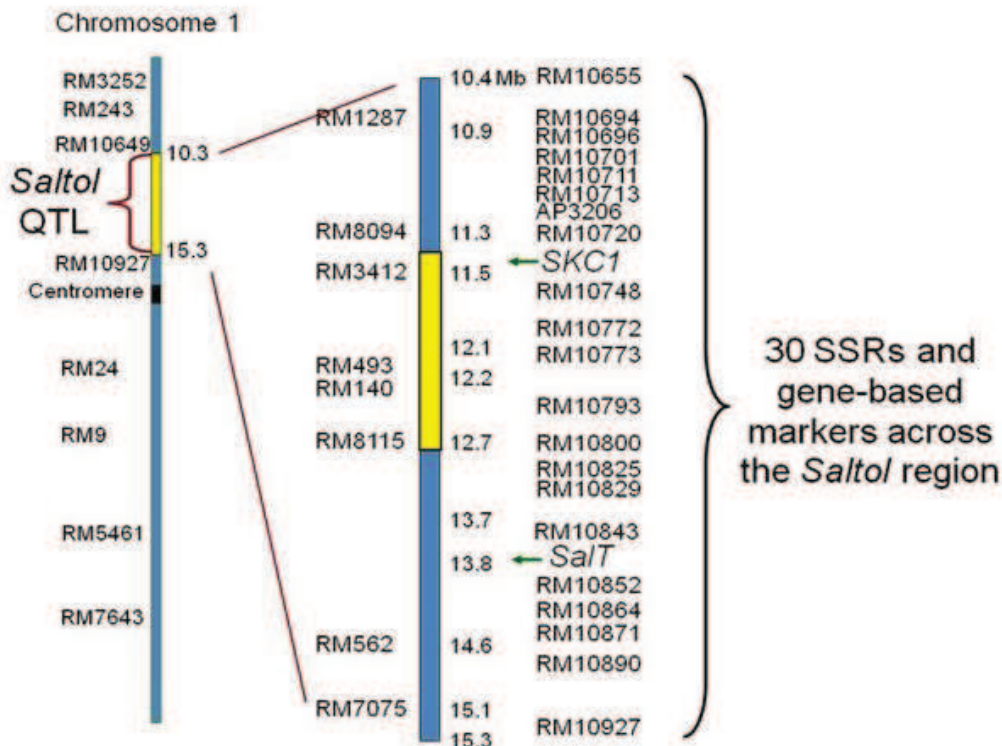 Chromosome 1
RM3252
RM243
RM10649
10.3
Saltol
QTL
15.3
RM10927
Centromere
RM24
RM9
RM5461
RM7643
RM1287
RM8094
RM3412
RM493
RM140
RM8115
RM562
RM7075
10.4 Mb
10.9
11.3
11.5
12.1
12.2
12.7
13.7
13.8
14.6
15.1
15.3
RM10655
RM10694
RM10696
RM10701
RM10711
RM10713
AP3206
RM10720
SKC1
RM10748
RM10772
RM10773
RM10793
RM10800
RM10825
RM10829
RM10843
SalT
RM10852
RM10864
RM10871
RM10890
RM10927
30 SSRs and
gene-based
markers across
the Saltol region